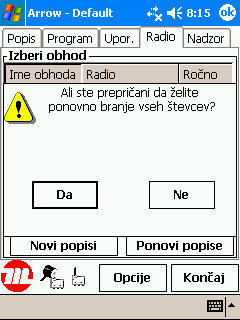 Arrow - Default 8:15 ok
Popis Program Upor. Radio Nadzor
Izberi obhod
Ime obhoda Radio Ročno
Ali ste prepričani da želite
ponovno branje vseh števcev?
Da Ne
Novi popisi Ponovi popise
Opcije Končaj